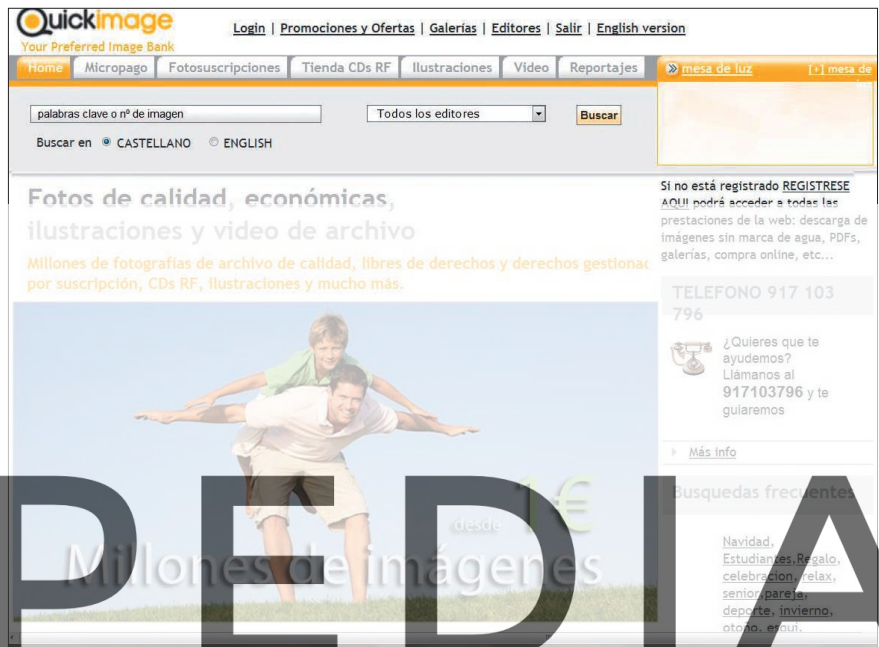 Quickimage
Your Preferred Image Bank
Login | Promociones y Ofertas | Galerías | Editores | Salir | English version
Home Micropago Fotosuscripciones Tienda CDs RF Ilustraciones Video Reportajes
mesa de luz [+] mesa de
palabras clave o nº de imagen Todos los editores Buscar
Buscar en CASTELLANO ENGLISH
Fotos de calidad, económicas,
ilustraciones y video de archivo
Millones de fotografias de archivo de calidad, libres de derechos y derechos gestionad
por suscripción, CDs RF, ilustraciones y mucho más.
desde 1€
Millones de imágenes
Si no está registrado REGISTRESE
AQUI podrá acceder a todas las
prestaciones de la web: descarga de
imágenes sin marca de agua, PDFs,
galerías, compra online, etc...
TELEFONO 917 103
796
¿Quieres que te
ayudemos?
Llámanos al
917103796 y te
guiaremos
Más info
Busquedas frecuentes
Navidad,
Estudiantes,Regalo,
celebracion, relax,
senior,pareja,
deporte, invierno,
otoño, esqui,
PEDIA